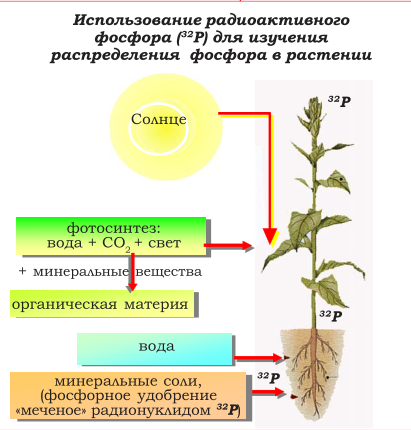 Использование радиоактивного
фосфора (³²P) для изучения
распределения фосфора в растении
³²P
Солнце
фотосинтез:
вода + CO₂ + свет
+ минеральные вещества
органическая материя
³²P
вода
³²P
минеральные соли,
(фосфорное удобрение
«меченое» радионуклидом ³²P)